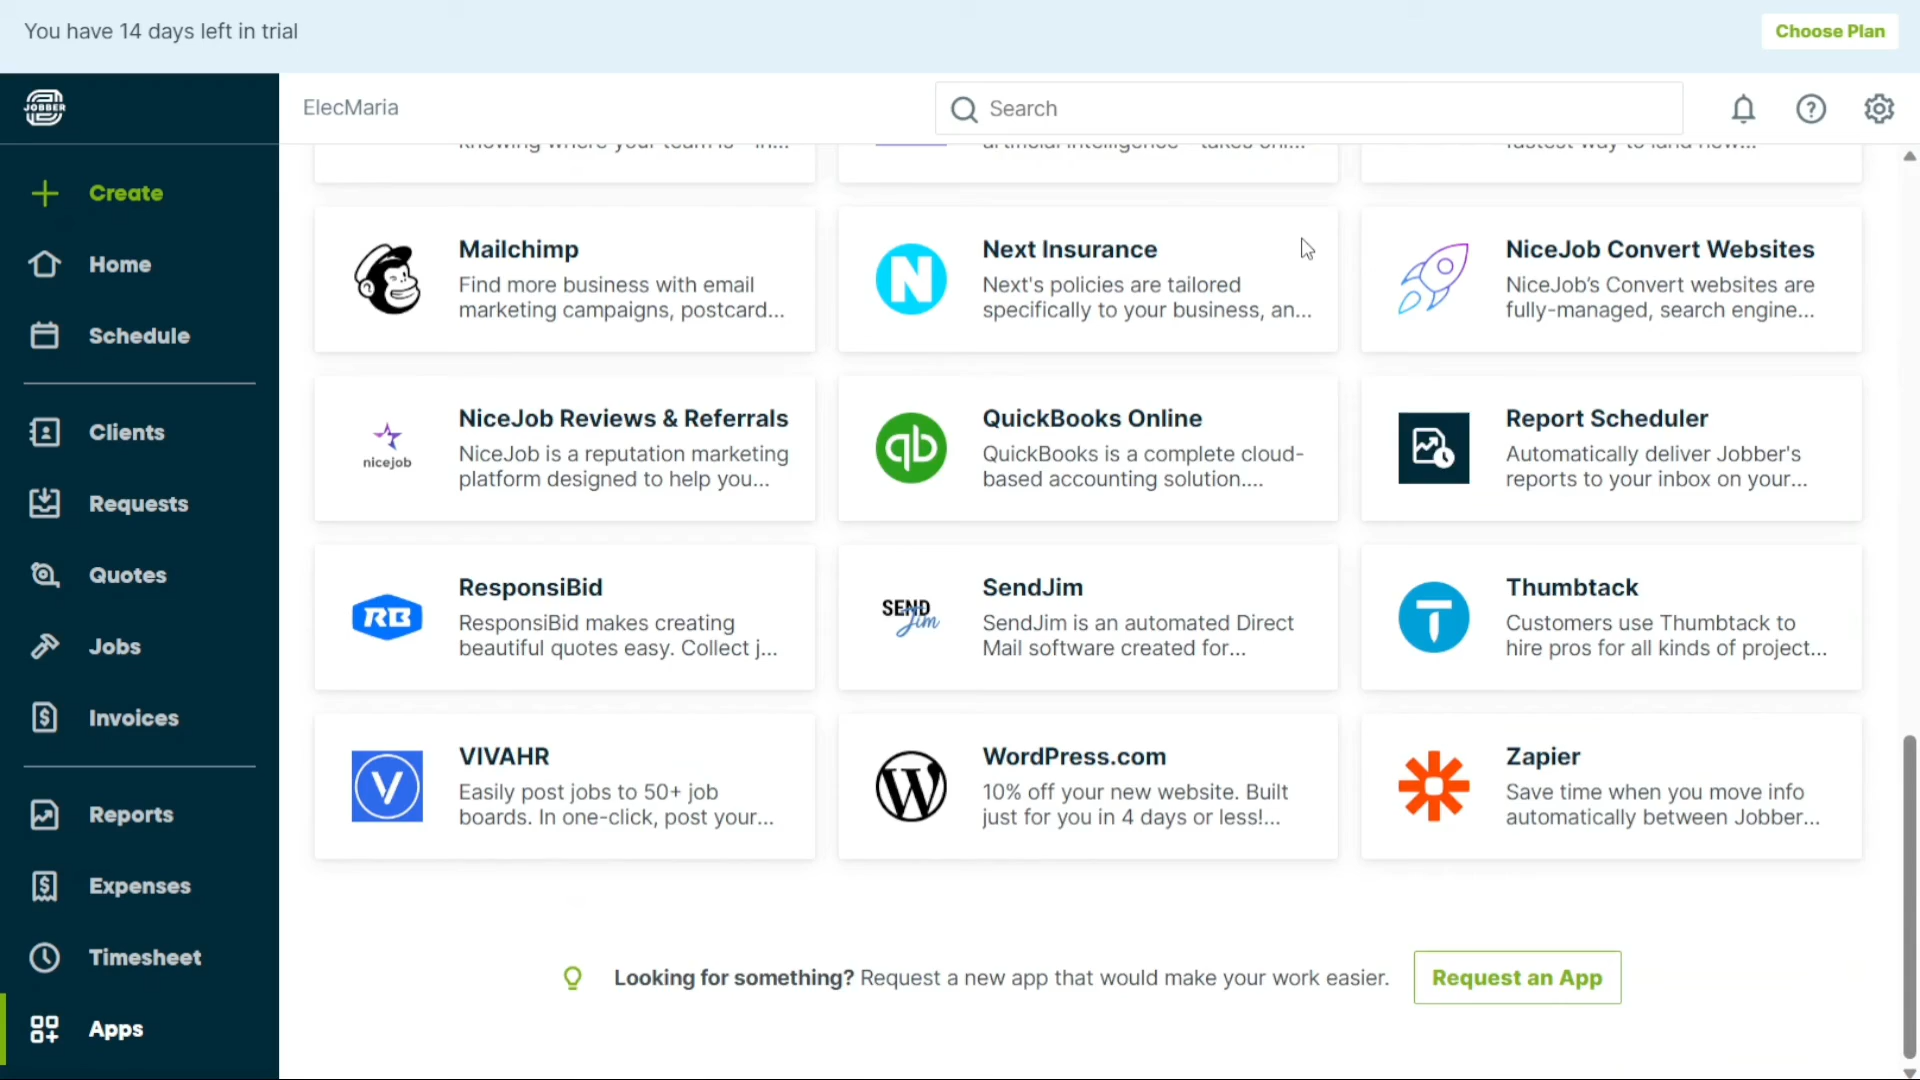 You have 14 days left in trial
Choose Plan
JOBBER
ElecMaria
Search
Create
Home
Schedule
Clients
Requests
Quotes
Jobs
Invoices
Reports
Expenses
Timesheet
Apps
Mailchimp
Find more business with email
marketing campaigns, postcard...
Next Insurance
Next's policies are tailored
specifically to your business, an...
NiceJob Convert Websites
NiceJob’s Convert websites are
fully-managed, search engine...
nicejob
NiceJob Reviews & Referrals
NiceJob is a reputation marketing
platform designed to help you...
qb
QuickBooks Online
QuickBooks is a complete cloud-
based accounting solution....
Report Scheduler
Automatically deliver Jobber's
reports to your inbox on your...
RB
ResponsiBid
ResponsiBid makes creating
beautiful quotes easy. Collect j...
SEND
Jim
SendJim
SendJim is an automated Direct
Mail software created for...
Thumbtack
Customers use Thumbtack to
hire pros for all kinds of project...
VIVAHR
Easily post jobs to 50+ job
boards. In one-click, post your...
WordPress.com
10% off your new website. Built
just for you in 4 days or less!...
Zapier
Save time when you move info
automatically between Jobber...
Looking for something? Request a new app that would make your work easier.
Request an App